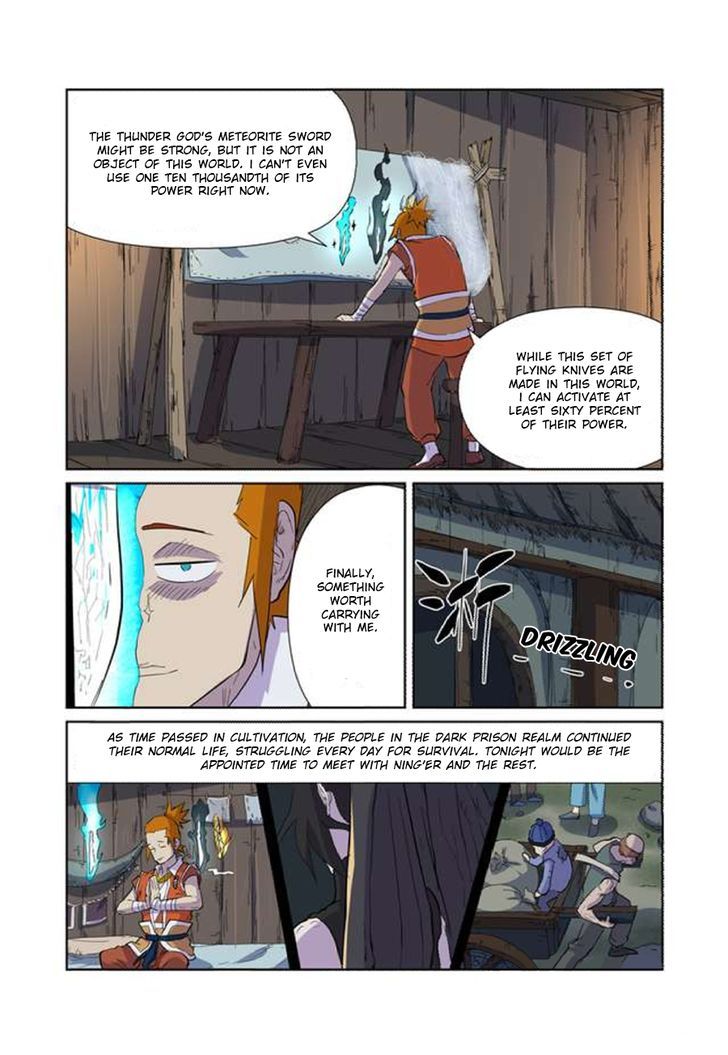 THE THUNDER GOD'S METEORITE SWORD
MIGHT BE STRONG, BUT IT IS NOT AN
OBJECT OF THIS WORLD. I CAN'T EVEN
USE ONE TEN THOUSANDTH OF ITS
POWER RIGHT NOW.
WHILE THIS SET OF
FLYING KNIVES ARE
MADE IN THIS WORLD,
I CAN ACTIVATE AT
LEAST SIXTY PERCENT
OF THEIR POWER.
FINALLY,
SOMETHING
WORTH
CARRYING
WITH ME.
DRIZZLING
AS TIME PASSED IN CULTIVATION, THE PEOPLE IN THE DARK PRISON REALM CONTINUED
THEIR NORMAL LIFE, STRUGGLING EVERY DAY FOR SURVIVAL. TONIGHT WOULD BE THE
APPOINTED TIME TO MEET WITH NING'ER AND THE REST.